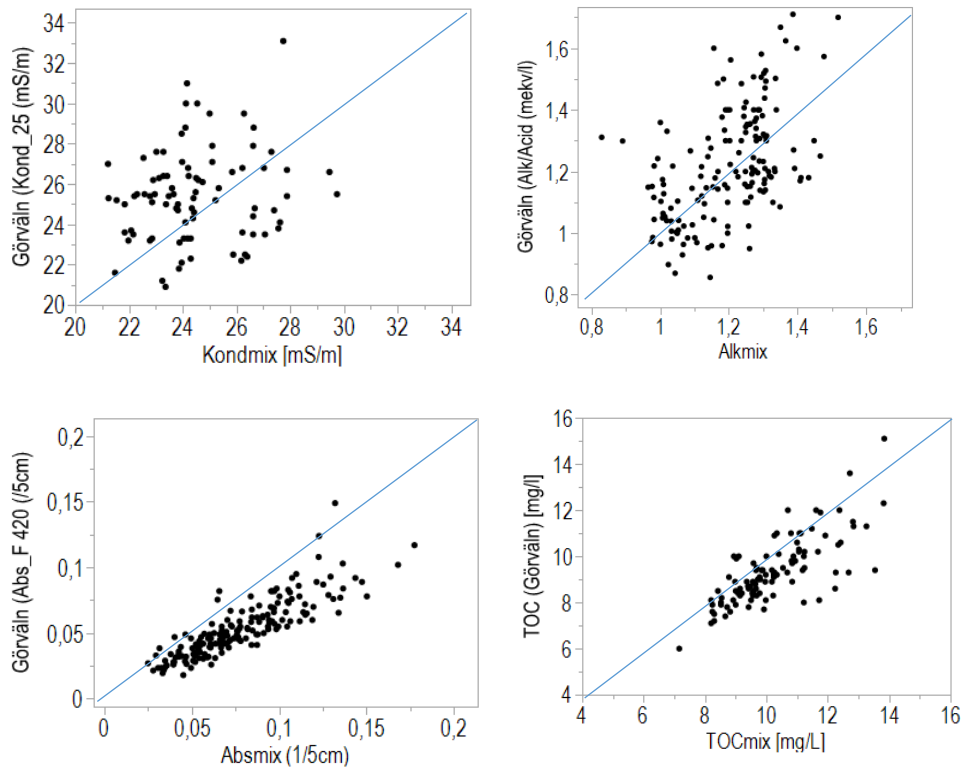 Görväln (Kond_25 (mS/m)
34
32
30
28
26
24
22
20
20 22 24 26 28 30 32 34
Kondmix [mS/m]
Görväln (Alk/Acid (mekv/l)
1,6
1,4
1,2
1
0,8
0,8 1 1,2 1,4 1,6
Alkmix
Görväln (Abs_F 420 (/5cm)
0,2
0,15
0,1
0,05
0
0 0,05 0,1 0,15 0,2
Absmix (1/5cm)
TOC (Görväln) [mg/l]
16
14
12
10
8
6
4
4 6 8 10 12 14 16
TOCmix [mg/L]